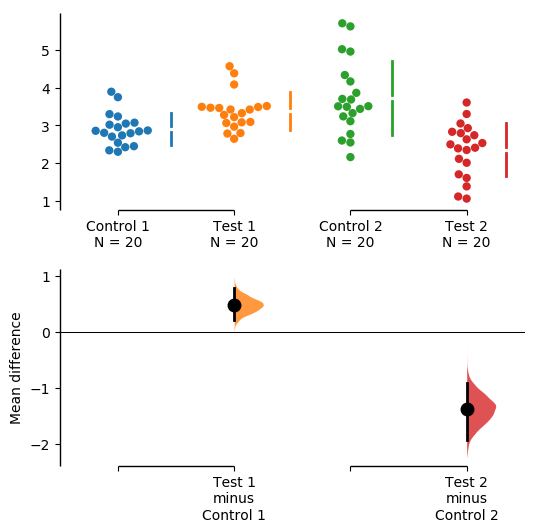 5
4
3
2
1
Control 1
N = 20
Test 1
N = 20
Control 2
N = 20
Test 2
N = 20
Mean difference
1
0
−1
−2
Test 1
minus
Control 1
Test 2
minus
Control 2